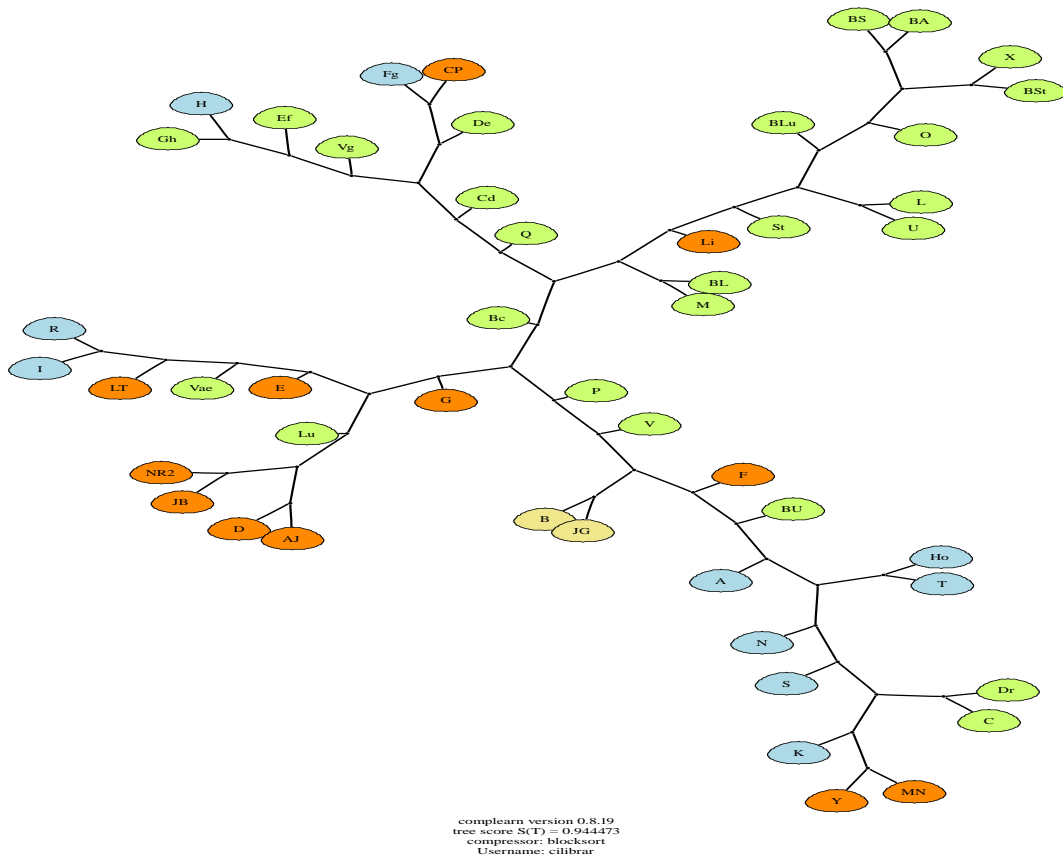 BS
BA
X
BSt
Fg
CP
H
Ef
Gh
Vg
De
BLu
O
Cd
L
U
Q
St
Li
BL
M
Bc
R
I
LT
Vae
E
G
P
V
Lu
NR2
JB
D
AJ
F
BU
B
JG
A
Ho
T
N
S
Dr
C
K
Y
MN
complearn version 0.8.19
tree score S(T) = 0.944473
compressor: blocksort
Username: cilibrar